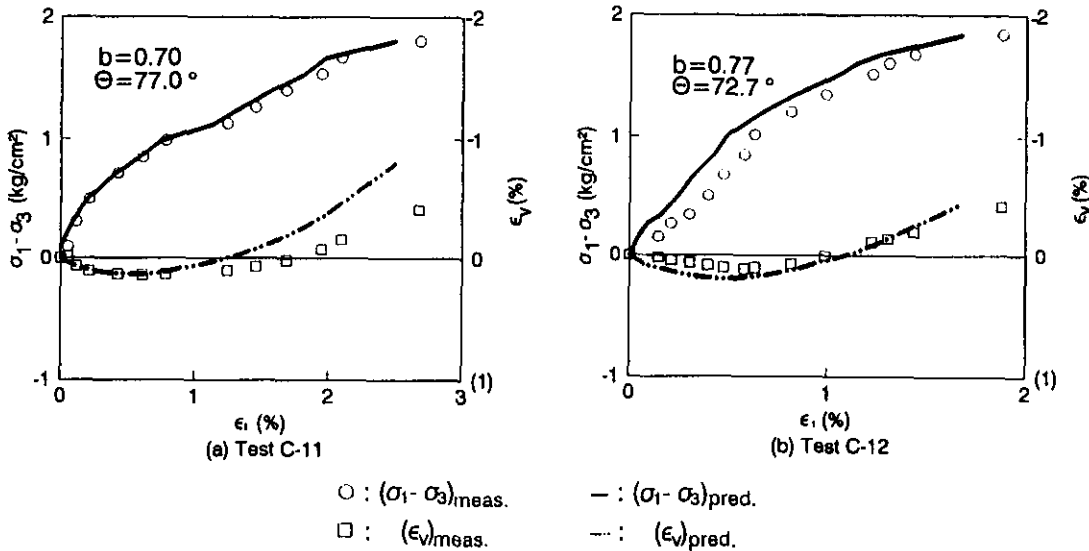 2
1
0
-1
σ₁- σ₃ (kg/cm²)
b=0.70
Θ=77.0°
-2
-1
0
(1)
ϵᵥ(%)
0
1
2
3
ϵ₁ (%)
(a) Test C-11
2
1
0
-1
σ₁- σ₃ (kg/cm²)
b=0.77
Θ=72.7°
-2
-1
0
(1)
ϵᵥ(%)
0
1
2
ϵ₁ (%)
(b) Test C-12
○ : (σ₁- σ₃)meas.
— : (σ₁- σ₃)pred.
□ : (ϵᵥ)meas.
–··– : (ϵᵥ)pred.